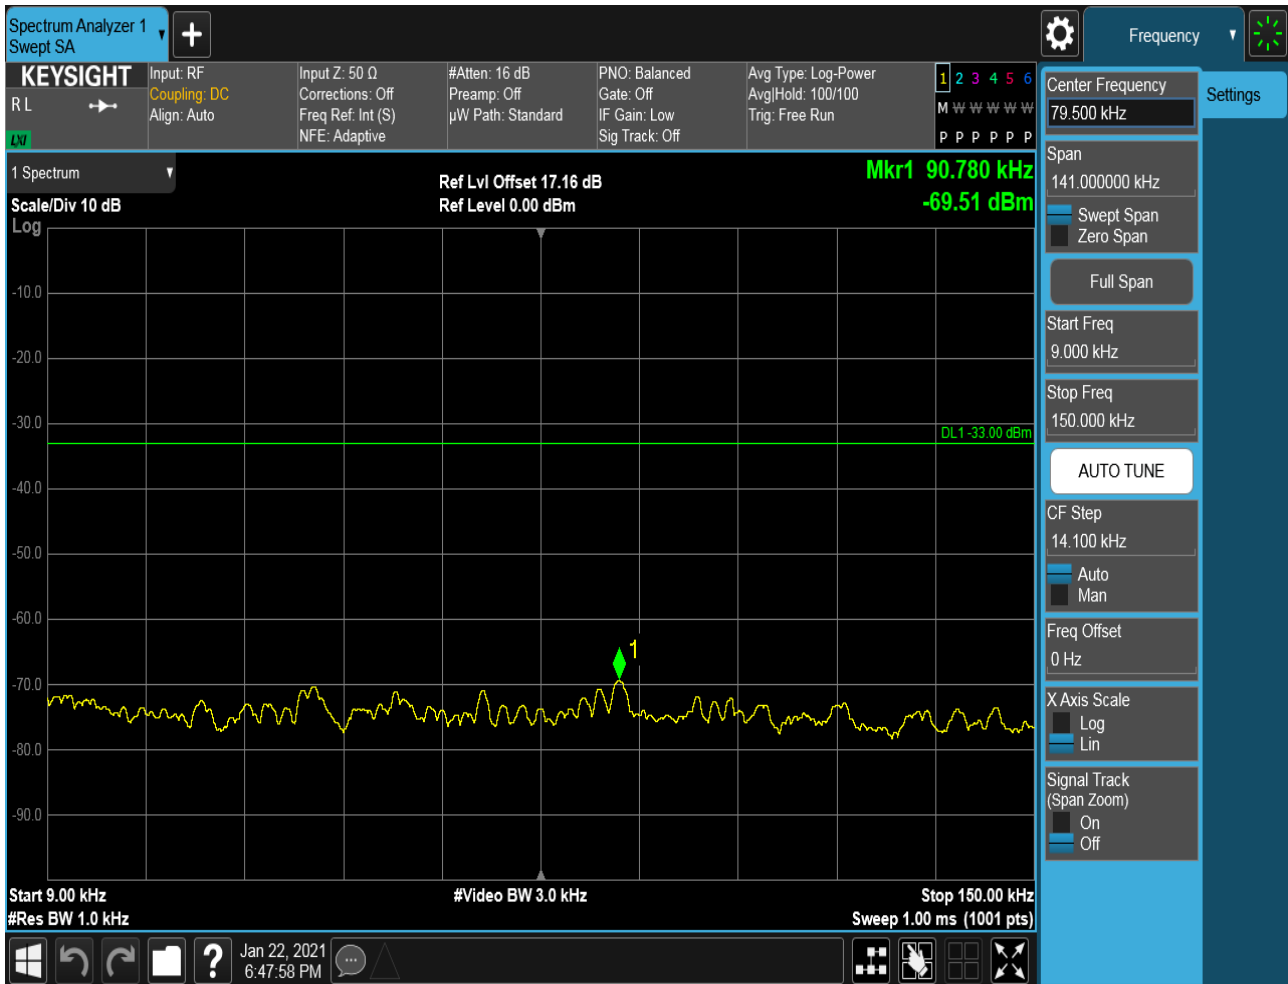 Spectrum Analyzer 1
Swept SA
+
Frequency
KEYSIGHT
R L
LXI
Input: RF
Coupling: DC
Align: Auto
Input Z: 50 Ω
Corrections: Off
Freq Ref: Int (S)
NFE: Adaptive
#Atten: 16 dB
Preamp: Off
µW Path: Standard
PNO: Balanced
Gate: Off
IF Gain: Low
Sig Track: Off
Avg Type: Log-Power
Avg|Hold: 100/100
Trig: Free Run
1 2 3 4 5 6
M W W W W W
P P P P P P
1 Spectrum
Scale/Div 10 dB
Log
Ref Lvl Offset 17.16 dB
Ref Level 0.00 dBm
Mkr1 90.780 kHz
-69.51 dBm
-10.0
-20.0
-30.0
DL1 -33.00 dBm
-40.0
-50.0
-60.0
1
-70.0
-80.0
-90.0
Start 9.00 kHz
#Video BW 3.0 kHz
Stop 150.00 kHz
#Res BW 1.0 kHz
Sweep 1.00 ms (1001 pts)
?
Jan 22, 2021
6:47:58 PM
Center Frequency
79.500 kHz
Settings
Span
141.000000 kHz
Swept Span
Zero Span
Full Span
Start Freq
9.000 kHz
Stop Freq
150.000 kHz
AUTO TUNE
CF Step
14.100 kHz
Auto
Man
Freq Offset
0 Hz
X Axis Scale
Log
Lin
Signal Track
(Span Zoom)
On
Off